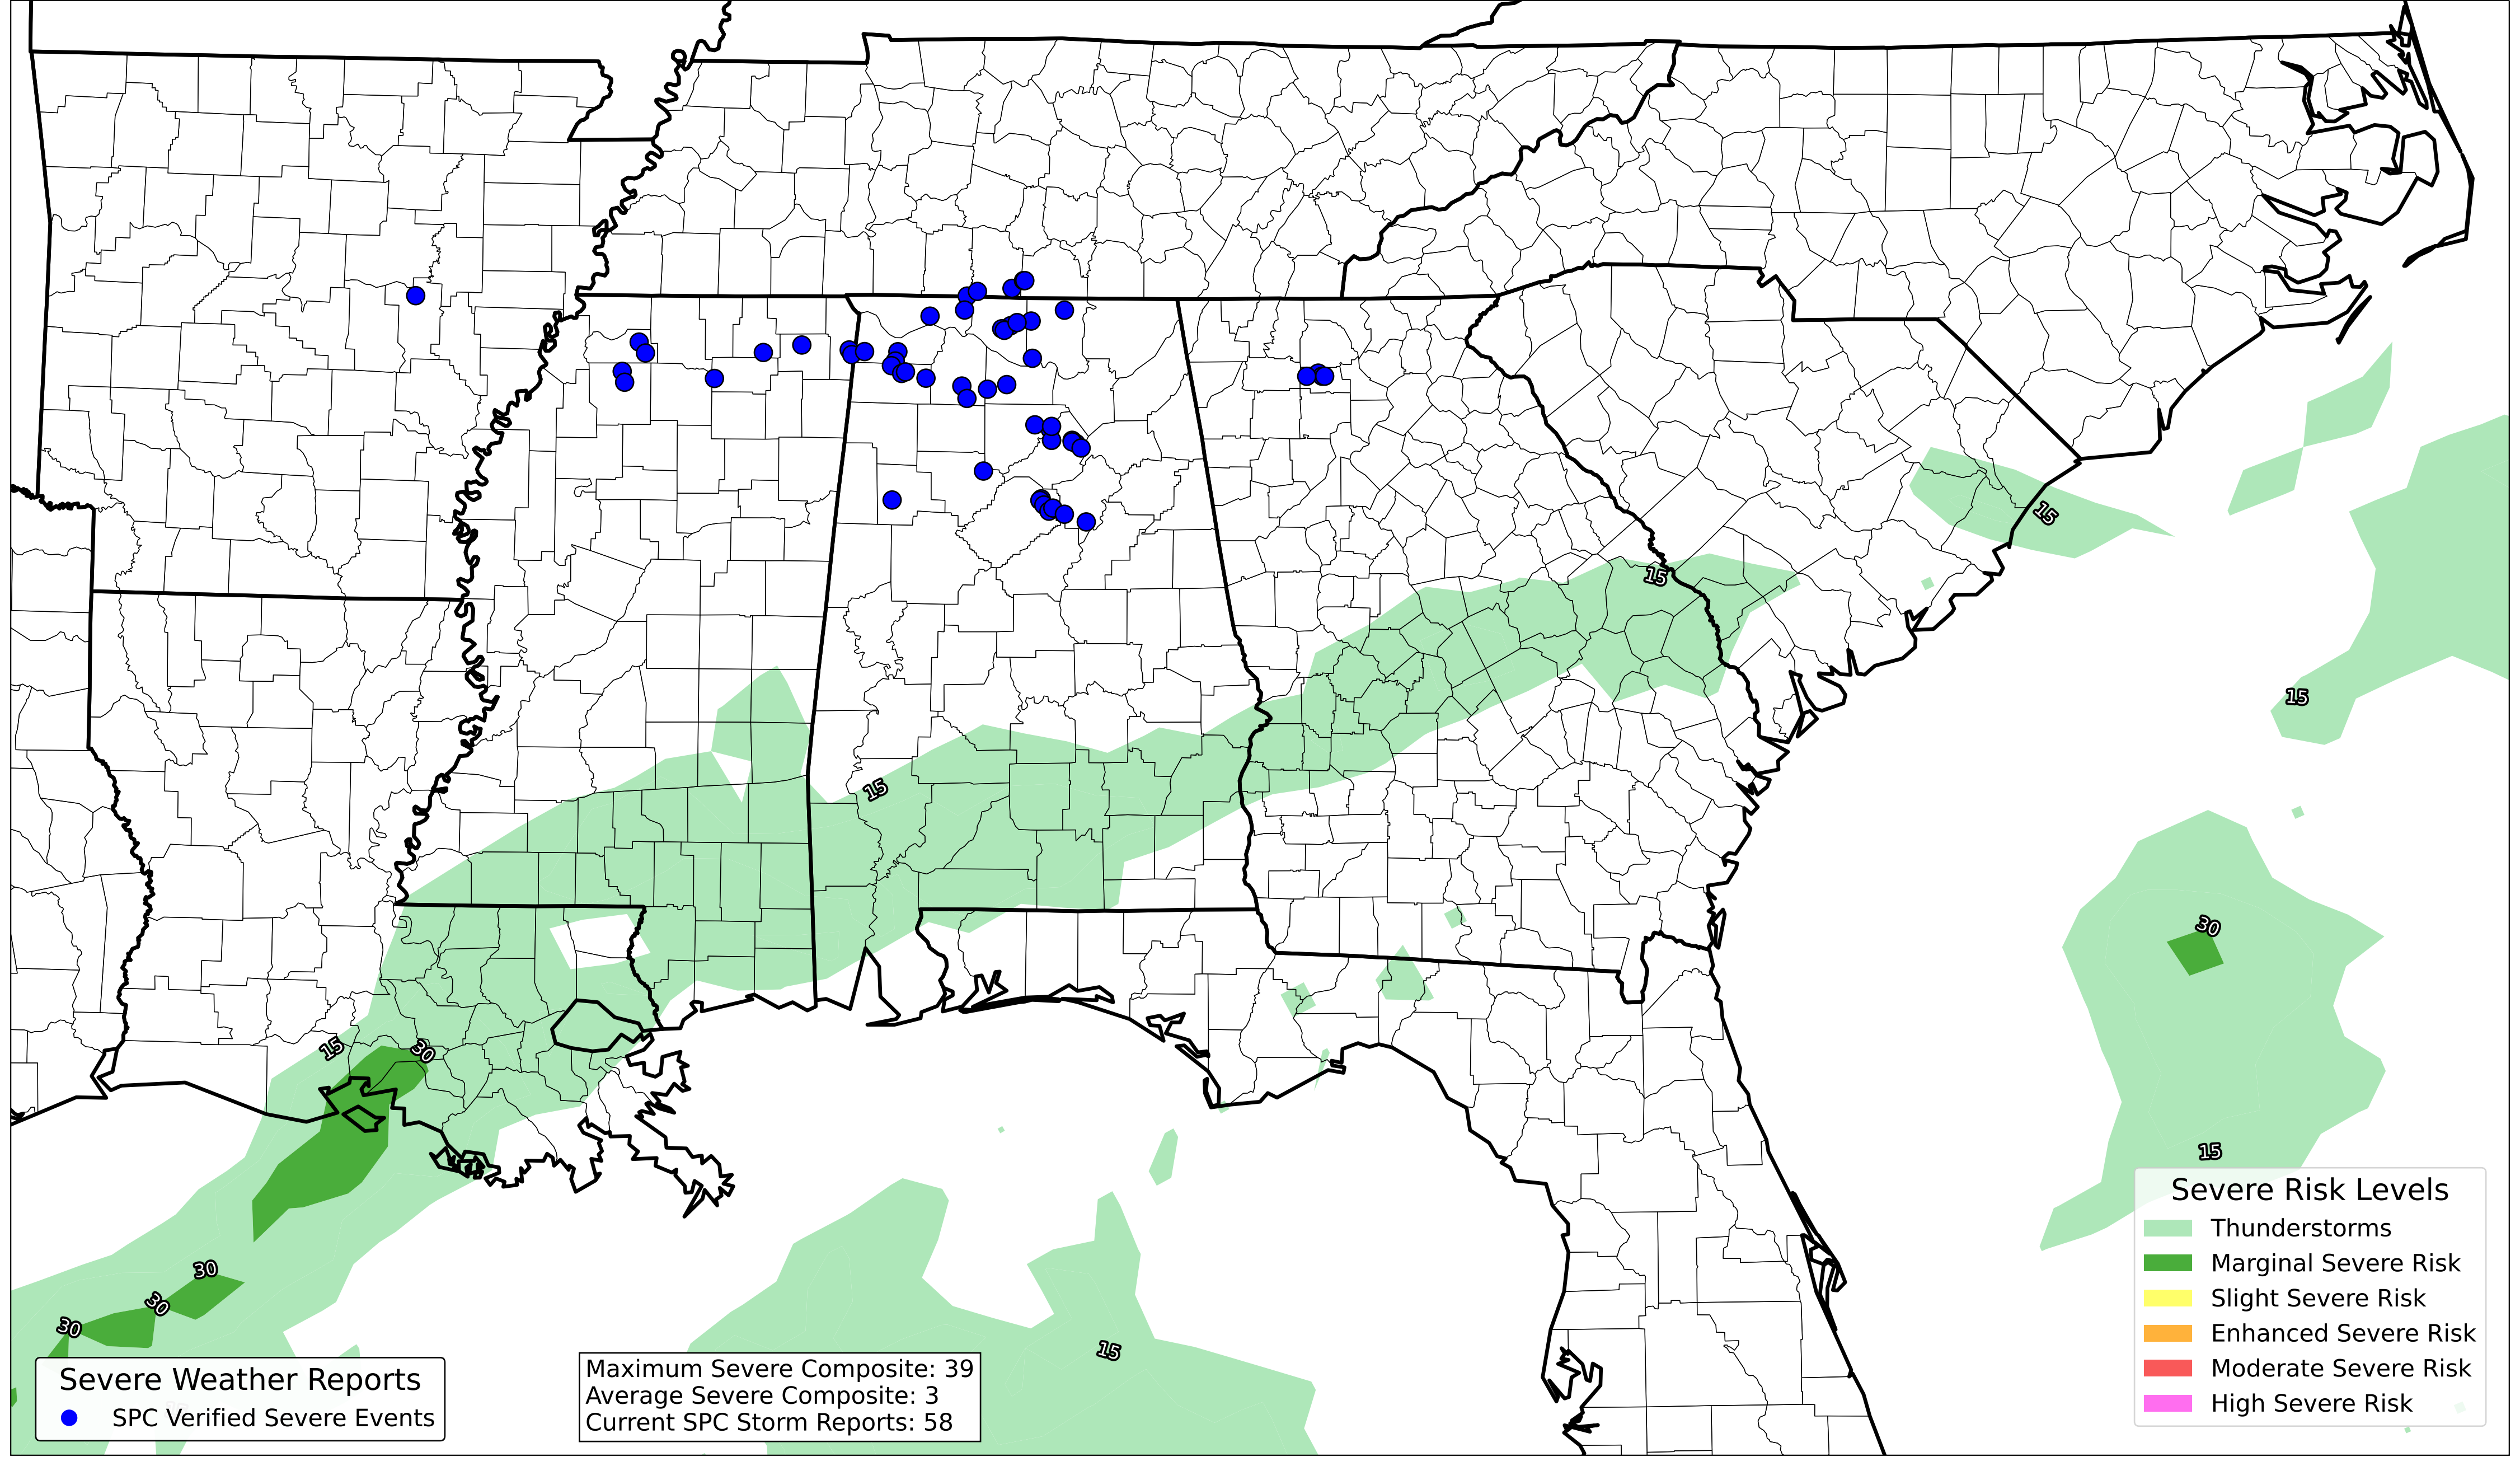 15
15
15
15
15
30
30
15
30
30
30
15
15
Severe Risk Levels
Thunderstorms
Marginal Severe Risk
Slight Severe Risk
Enhanced Severe Risk
Moderate Severe Risk
High Severe Risk
Severe Weather Reports
SPC Verified Severe Events
Maximum Severe Composite: 39
Average Severe Composite: 3
Current SPC Storm Reports: 58